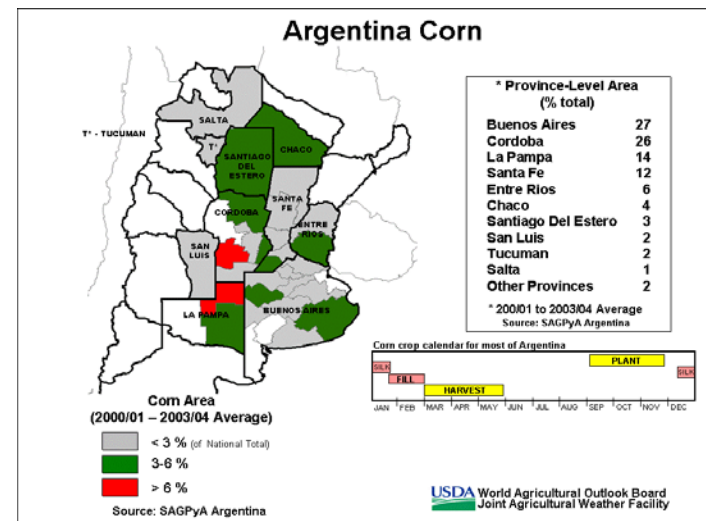 Argentina Corn
T* - TUCUMAN
SALTA
T*
CHACO
SANTIAGO
DEL
ESTERO
SANTA
FE
CORDOBA
ENTRE
RIOS
SAN
LUIS
LA PAMPA
BUENOS AIRES
* Province-Level Area
(% total)
Buenos Aires 27
Cordoba 26
La Pampa 14
Santa Fe 12
Entre Rios 6
Chaco 4
Santiago Del Estero 3
San Luis 2
Tucuman 2
Salta 1
Other Provinces 2
* 200/01 to 2003/04 Average
Source: SAGPyA Argentina
Corn crop calendar for most of Argentina
PLANT
SILK
SILK
FILL
HARVEST
JAN FEB MAR APR MAY JUN JUL AUG SEP OCT NOV DEC
Corn Area
(2000/01 – 2003/04 Average)
< 3 % (of National Total)
3-6 %
> 6 %
Source: SAGPyA Argentina
USDA World Agricultural Outlook Board
Joint Agricultural Weather Facility